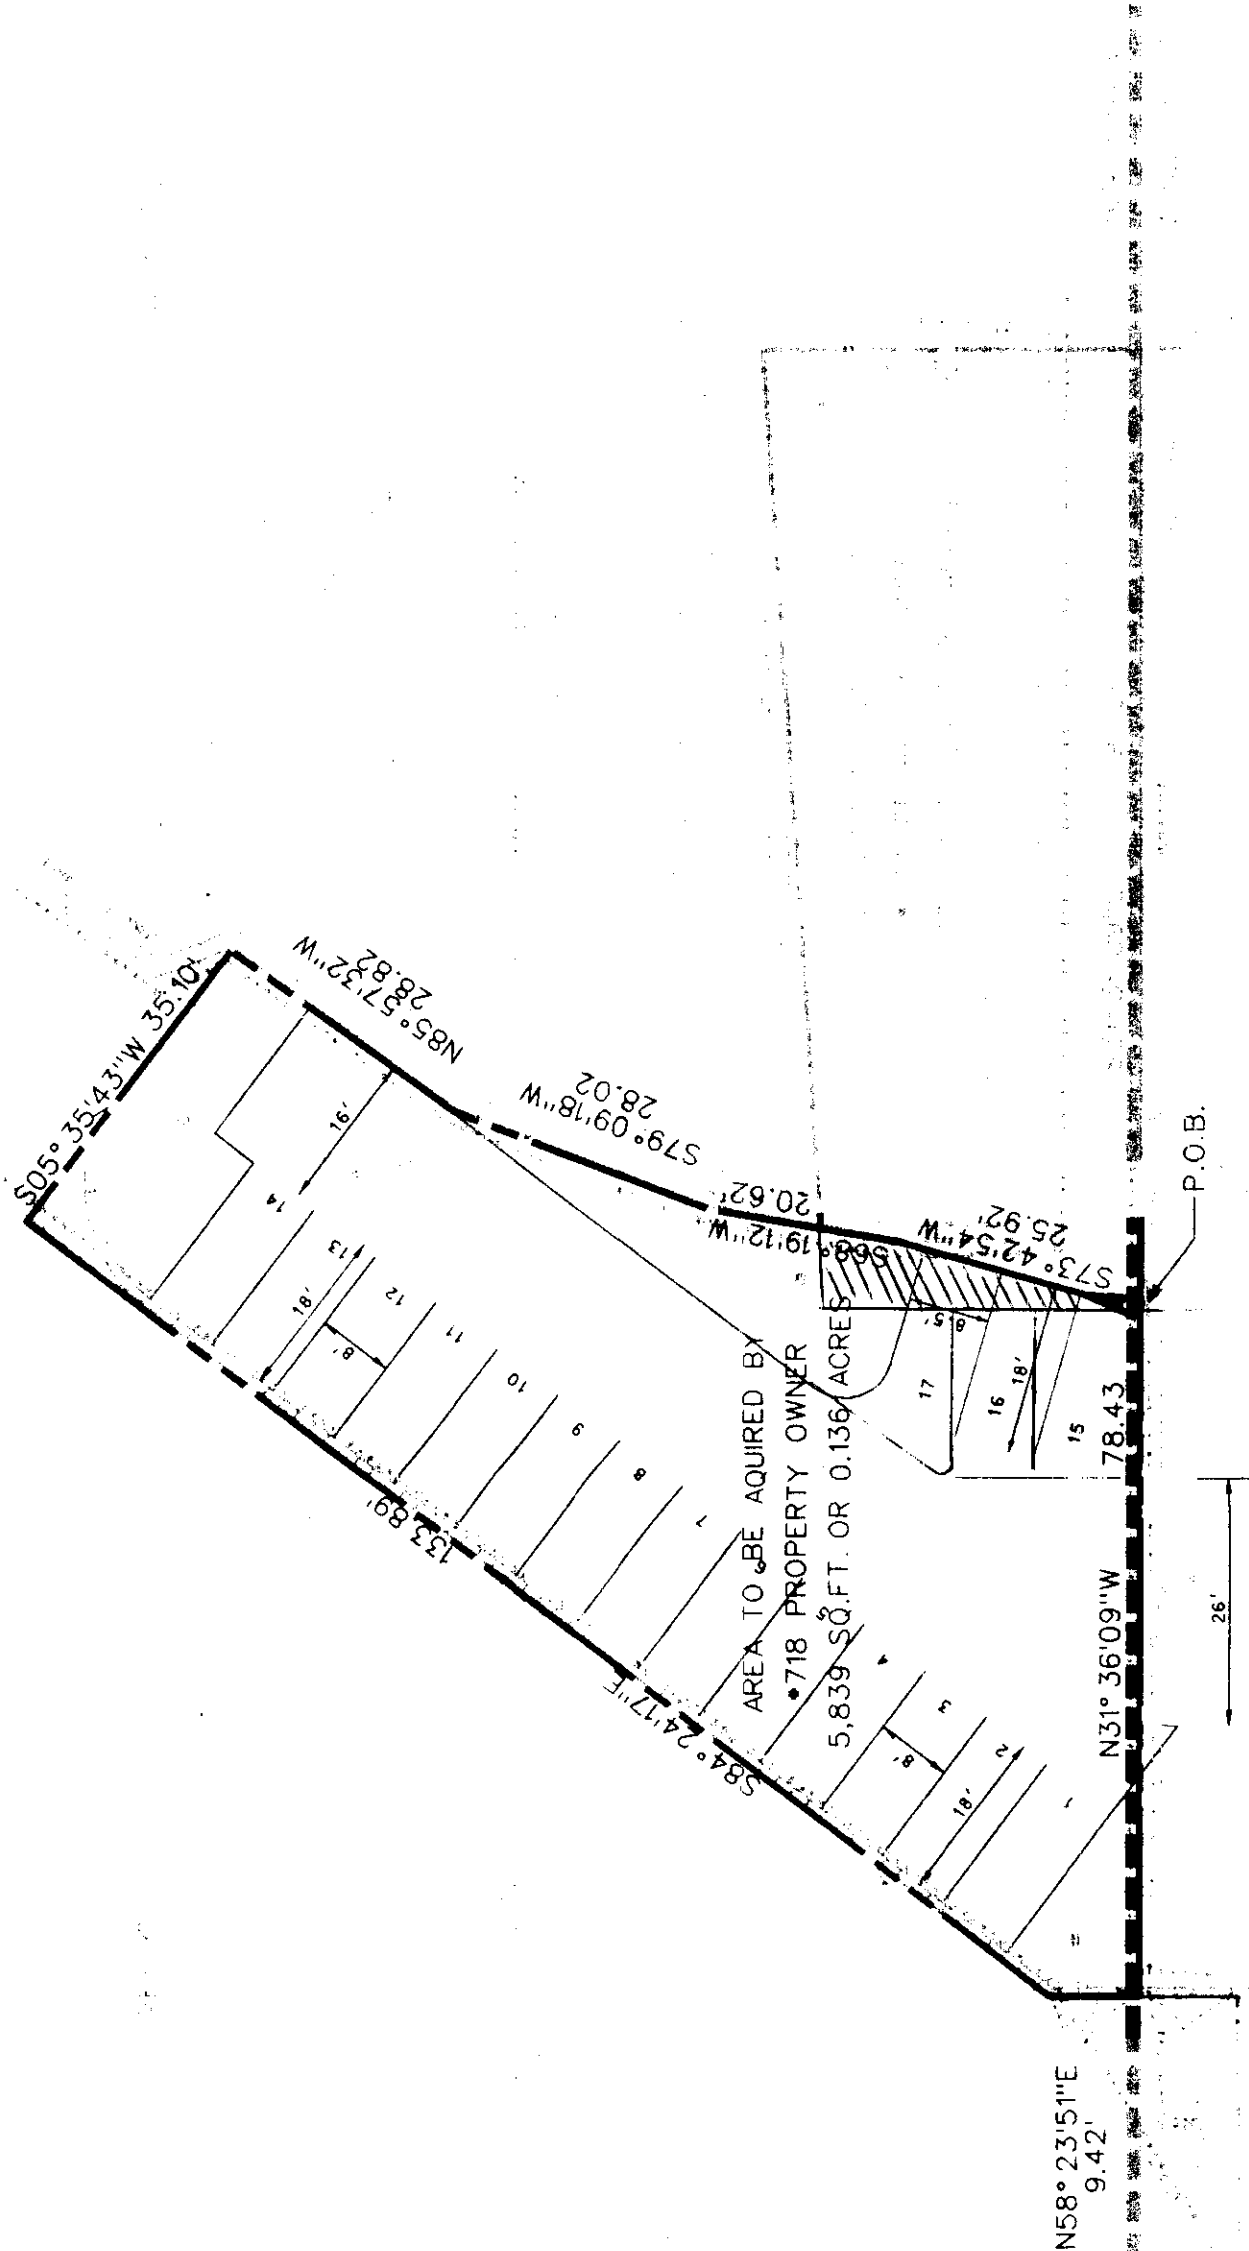 S05° 35'43"W 35.10'
N85° 57'32"W
28.82
S79° 09'18"W
28.02
20.62'
S68° 19'12"W
S73° 42'54"W
25.92'
P.O.B.
78.43
N31° 36'09"W
26'
N58° 23'51"E
9.42'
S84° 24'17"E
133.89'
AREA TO BE AQUIRED BY
•718 PROPERTY OWNER
5,839 SQ.FT. OR 0.136 ACRES
16'
14
13
18'
12
8'
11
10
9
8
7
6
5
4
3
8'
2
18'
1
8.5'
17
16
18'
15